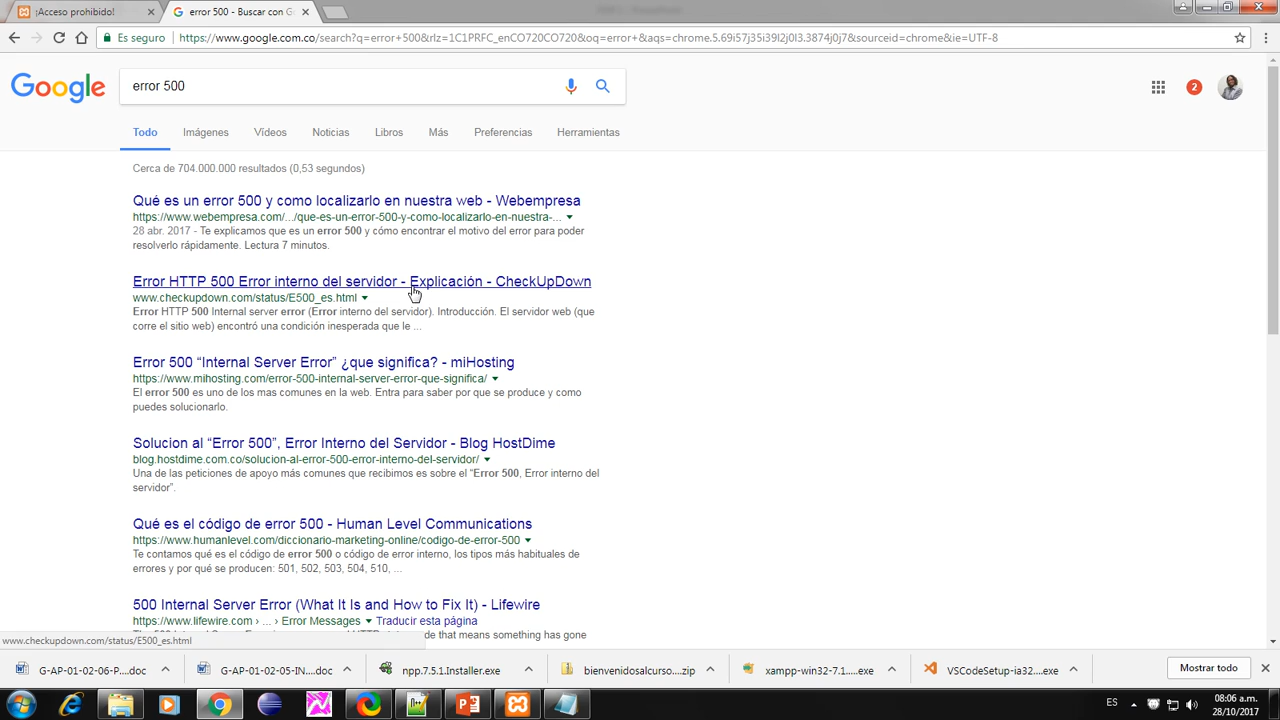 ¡Acceso prohibido!
error 500 - Buscar con G
Es seguro
https://www.google.com.co/search?q=error+500&rlz=1C1PRFC_enCO720CO720&oq=error+&aqs=chrome.5.69i57j35i39l2j0l3.3874j0j7&sourceid=chrome&ie=UTF-8
Google
error 500
2
Todo Imágenes Vídeos Noticias Libros Más Preferencias Herramientas
Cerca de 704.000.000 resultados (0,53 segundos)
Qué es un error 500 y como localizarlo en nuestra web - Webempresa
https://www.webempresa.com/.../que-es-un-error-500-y-como-localizarlo-en-nuestra-...
28 abr. 2017 - Te explicamos que es un error 500 y cómo encontrar el motivo del error para poder
resolverlo rápidamente. Lectura 7 minutos.
Error HTTP 500 Error interno del servidor - Explicación - CheckUpDown
www.checkupdown.com/status/E500_es.html
Error HTTP 500 Internal server error (Error interno del servidor). Introducción. El servidor web (que
corre el sitio web) encontró una condición inesperada que le ...
Error 500 “Internal Server Error” ¿que significa? - miHosting
https://www.mihosting.com/error-500-internal-server-error-que-significa/
El error 500 es uno de los mas comunes en la web. Entra para saber por que se produce y como
puedes solucionarlo.
Solucion al “Error 500”, Error Interno del Servidor - Blog HostDime
blog.hostdime.com.co/solucion-al-error-500-error-interno-del-servidor/
Una de las peticiones de apoyo más comunes que recibimos es sobre el “Error 500, Error interno del
servidor”.
Qué es el código de error 500 - Human Level Communications
https://www.humanlevel.com/diccionario-marketing-online/codigo-de-error-500
Te contamos qué es el código de error 500 o código de error interno, los tipos más habituales de
errores y por qué se producen: 501, 502, 503, 504, 510, ...
500 Internal Server Error (What It Is and How to Fix It) - Lifewire
https://www.lifewire.com › ... › Error Messages Traducir esta página
de that means something has gone
www.checkupdown.com/status/E500_es.html
G-AP-01-02-06-P....doc G-AP-01-02-05-IN....doc npp.7.5.1.Installer.exe bienvenidosalcurso....zip xampp-win32-7.1.....exe VSCodeSetup-ia32....exe Mostrar todo
ES
08:06 a.m.
28/10/2017